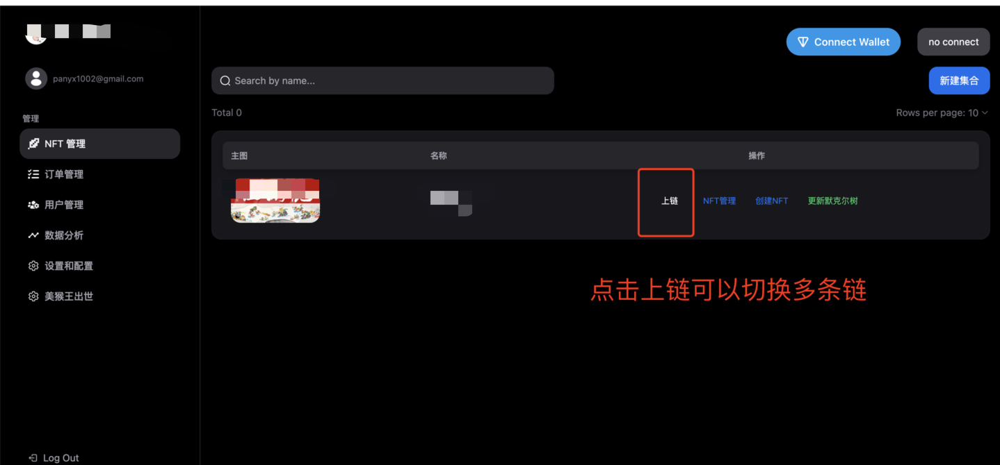 Connect Wallet
no connect
panyx1002@gmail.com
Search by name...
新建集合
Total 0
Rows per page: 10
管理
NFT 管理
订单管理
用户管理
数据分析
设置和配置
美猴王出世
主图
名称
操作
上链
NFT管理
创建NFT
更新默克尔树
点击上链可以切换多条链
Log Out